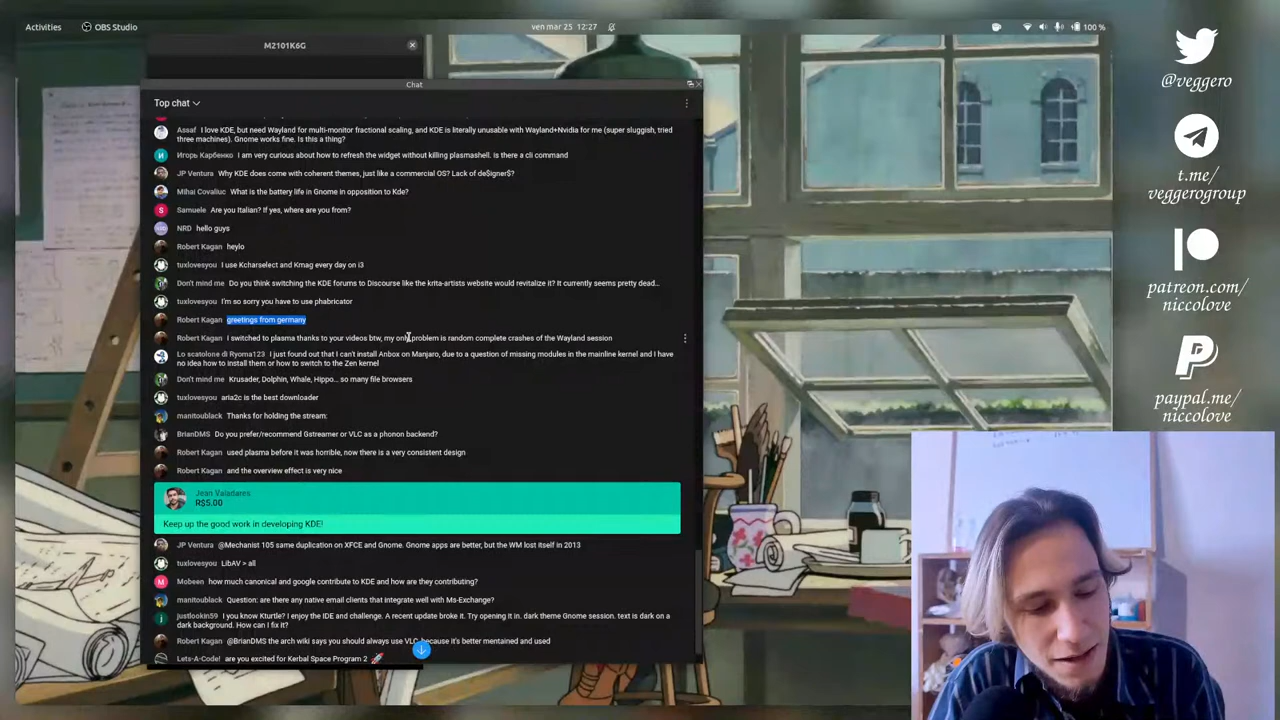 Activities
OBS Studio
ven mar 25 12:27
100 %
M2101K6G
Chat
Top chat
Assaf I love KDE, but need Wayland for multi-monitor fractional scaling, and KDE is literally unusable with Wayland+Nvidia for me (super sluggish, tried
three machines). Gnome works fine. Is this a thing?
И Игорь Карбенко I am very curious about how to refresh the widget without killing plasmashell. is there a cli command
JP Ventura Why KDE does come with coherent themes, just like a commercial OS? Lack of de$igner$?
Mihai Covaliuc What is the battery life in Gnome in opposition to Kde?
S Samuele Are you Italian? If yes, where are you from?
NRD hello guys
Robert Kagan heylo
tuxlovesyou I use Kcharselect and Kmag every day on i3
Don't mind me Do you think switching the KDE forums to Discourse like the krita-artists website would revitalize it? It currently seems pretty dead...
tuxlovesyou I'm so sorry you have to use phabricator
Robert Kagan greetings from germany
Robert Kagan I switched to plasma thanks to your videos btw, my only problem is random complete crashes of the Wayland session
Lo scatolone di Ryoma123 I just found out that I can't install Anbox on Manjaro, due to a question of missing modules in the mainline kernel and I have
no idea how to install them or how to switch to the Zen kernel
Don't mind me Krusader, Dolphin, Whale, Hippo... so many file browsers
tuxlovesyou aria2c is the best downloader
manitoublack Thanks for holding the stream:
BrianDMS Do you prefer/recommend Gstreamer or VLC as a phonon backend?
Robert Kagan used plasma before it was horrible, now there is a very consistent design
Robert Kagan and the overview effect is very nice
Jean Valadares
R$5.00
Keep up the good work in developing KDE!
JP Ventura @Mechanist 105 same duplication on XFCE and Gnome. Gnome apps are better, but the WM lost itself in 2013
tuxlovesyou LibAV > all
M Mobeen how much canonical and google contribute to KDE and how are they contributing?
manitoublack Question: are there any native email clients that integrate well with Ms-Exchange?
j justlookin59 I you know Kturtle? I enjoy the IDE and challenge. A recent update broke it. Try opening it in. dark theme Gnome session. text is dark on a
dark background. How can I fix it?
Robert Kagan @BrianDMS the arch wiki says you should always use VLC because it's better mentained and used
Lets-A-Code! are you excited for Kerbal Space Program 2 🚀
@veggero
t.me/
veggerogroup
patreon.com/
niccolove
paypal.me/
niccolove